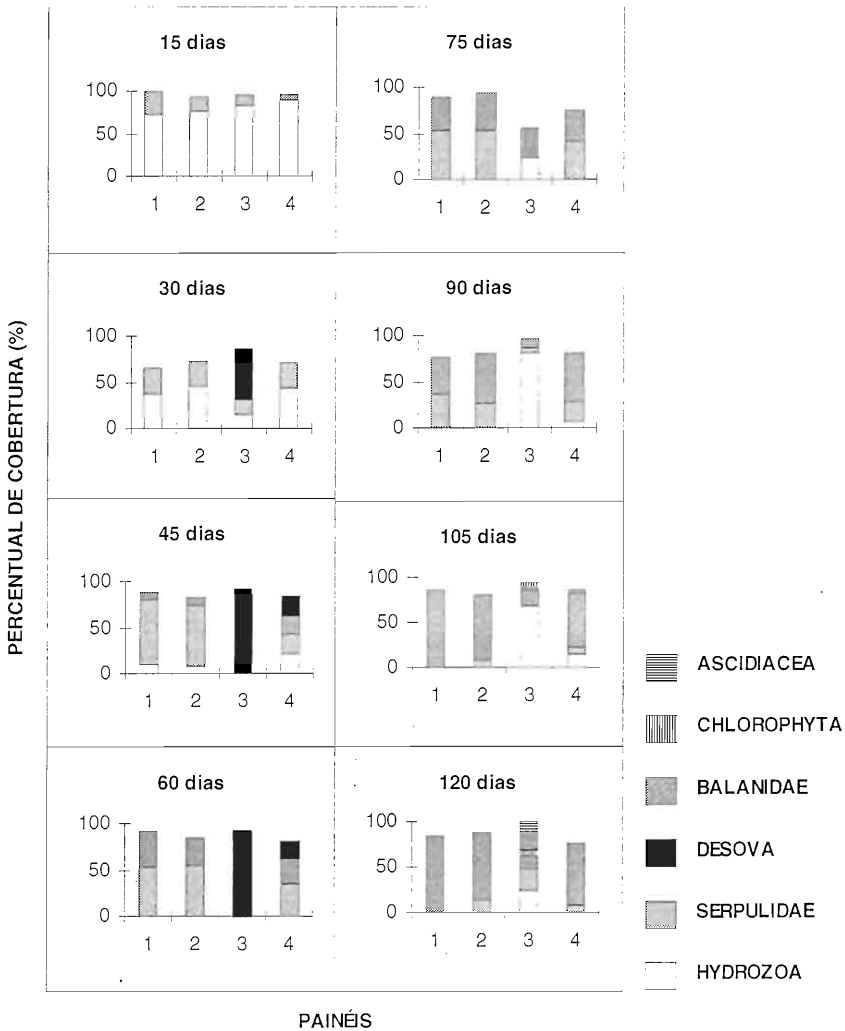 PERCENTUAL DE COBERTURA (%)
15 dias
100
50
0
1 2 3 4
75 dias
100
50
0
1 2 3 4
30 dias
100
50
0
1 2 3 4
90 dias
100
50
0
1 2 3 4
45 dias
100
50
0
1 2 3 4
105 dias
100
50
0
1 2 3 4
60 dias
100
50
0
1 2 3 4
120 dias
100
50
0
1 2 3 4
PAINÉIS
ASCIDIACEA
CHLOROPHYTA
BALANIDAE
DESOVA
SERPULIDAE
HYDROZOA